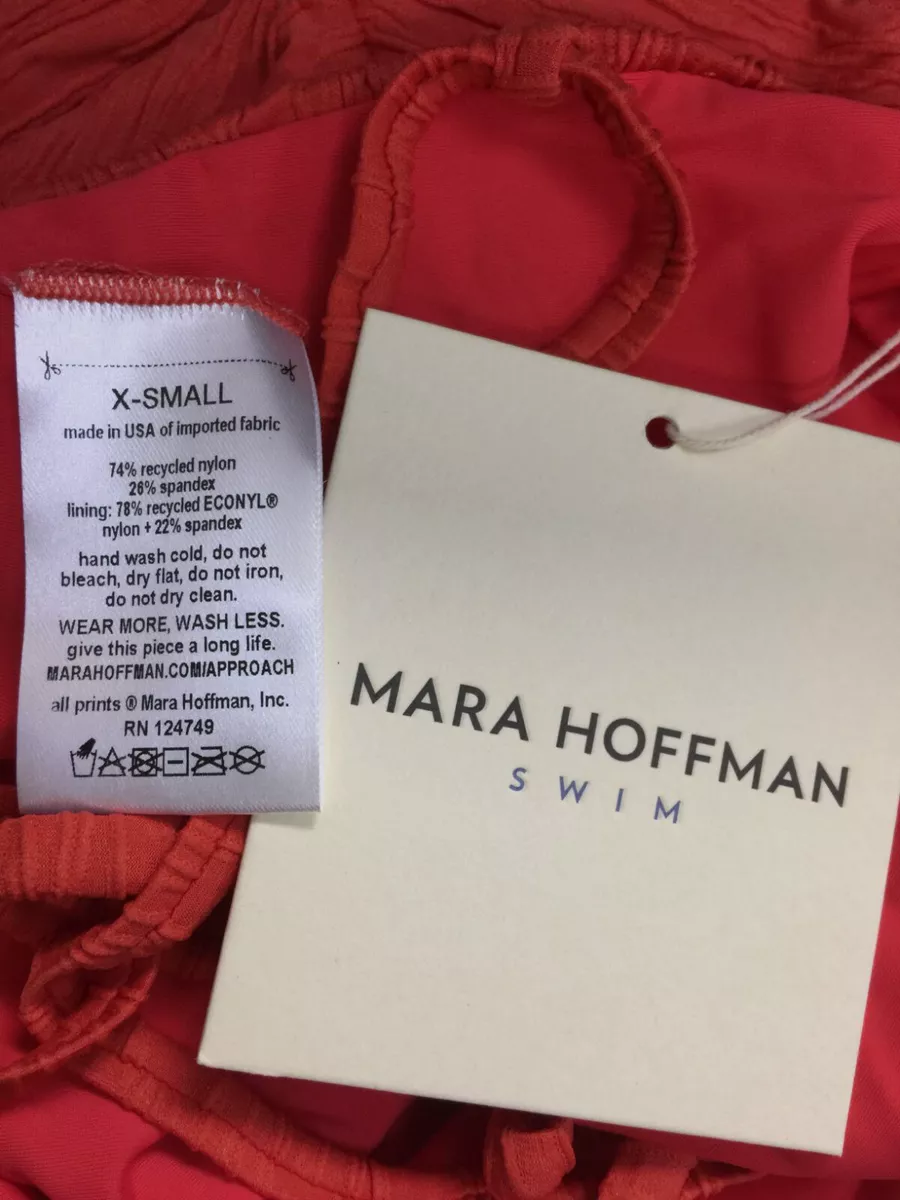 X-SMALL
made in USA of imported fabric
74% recycled nylon
26% spandex
lining: 78% recycled ECONYL®
nylon + 22% spandex
hand wash cold, do not
bleach, dry flat, do not iron,
do not dry clean.
WEAR MORE, WASH LESS.
give this piece a long life.
MARAHOFFMAN.COM/APPROACH
all prints ® Mara Hoffman, Inc.
RN 124749
MARA HOFFMAN
SWIM